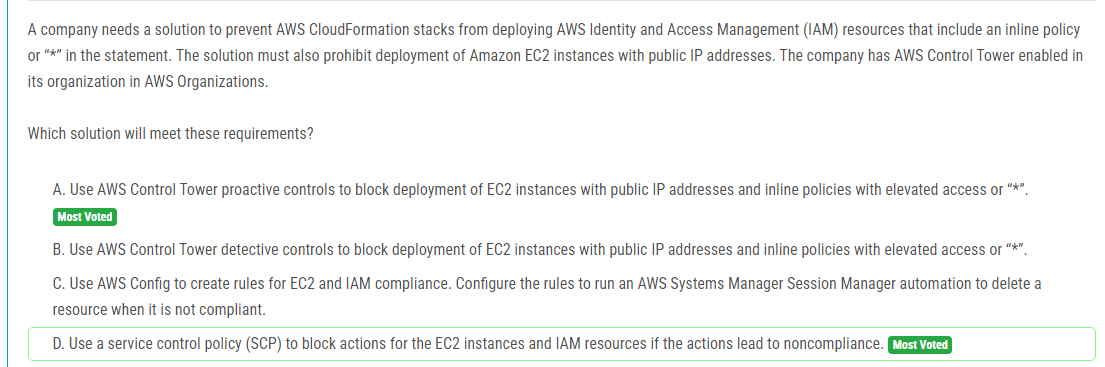 A company needs a solution to prevent AWS CloudFormation stacks from deploying AWS Identity and Access Management (IAM) resources that include an inline policy
or “*” in the statement. The solution must also prohibit deployment of Amazon EC2 instances with public IP addresses. The company has AWS Control Tower enabled in
its organization in AWS Organizations.
Which solution will meet these requirements?
A. Use AWS Control Tower proactive controls to block deployment of EC2 instances with public IP addresses and inline policies with elevated access or “*”.
Most Voted
B. Use AWS Control Tower detective controls to block deployment of EC2 instances with public IP addresses and inline policies with elevated access or “*”.
C. Use AWS Config to create rules for EC2 and IAM compliance. Configure the rules to run an AWS Systems Manager Session Manager automation to delete a
resource when it is not compliant.
D. Use a service control policy (SCP) to block actions for the EC2 instances and IAM resources if the actions lead to noncompliance. Most Voted